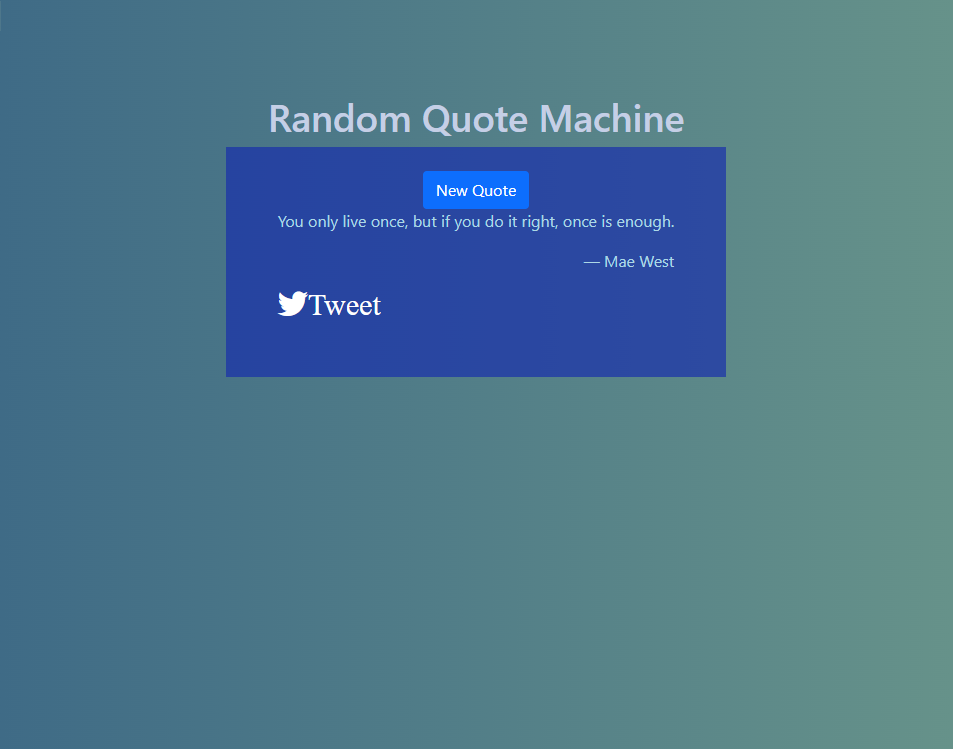 Random Quote Machine
New Quote
You only live once, but if you do it right, once is enough.
— Mae West
Tweet